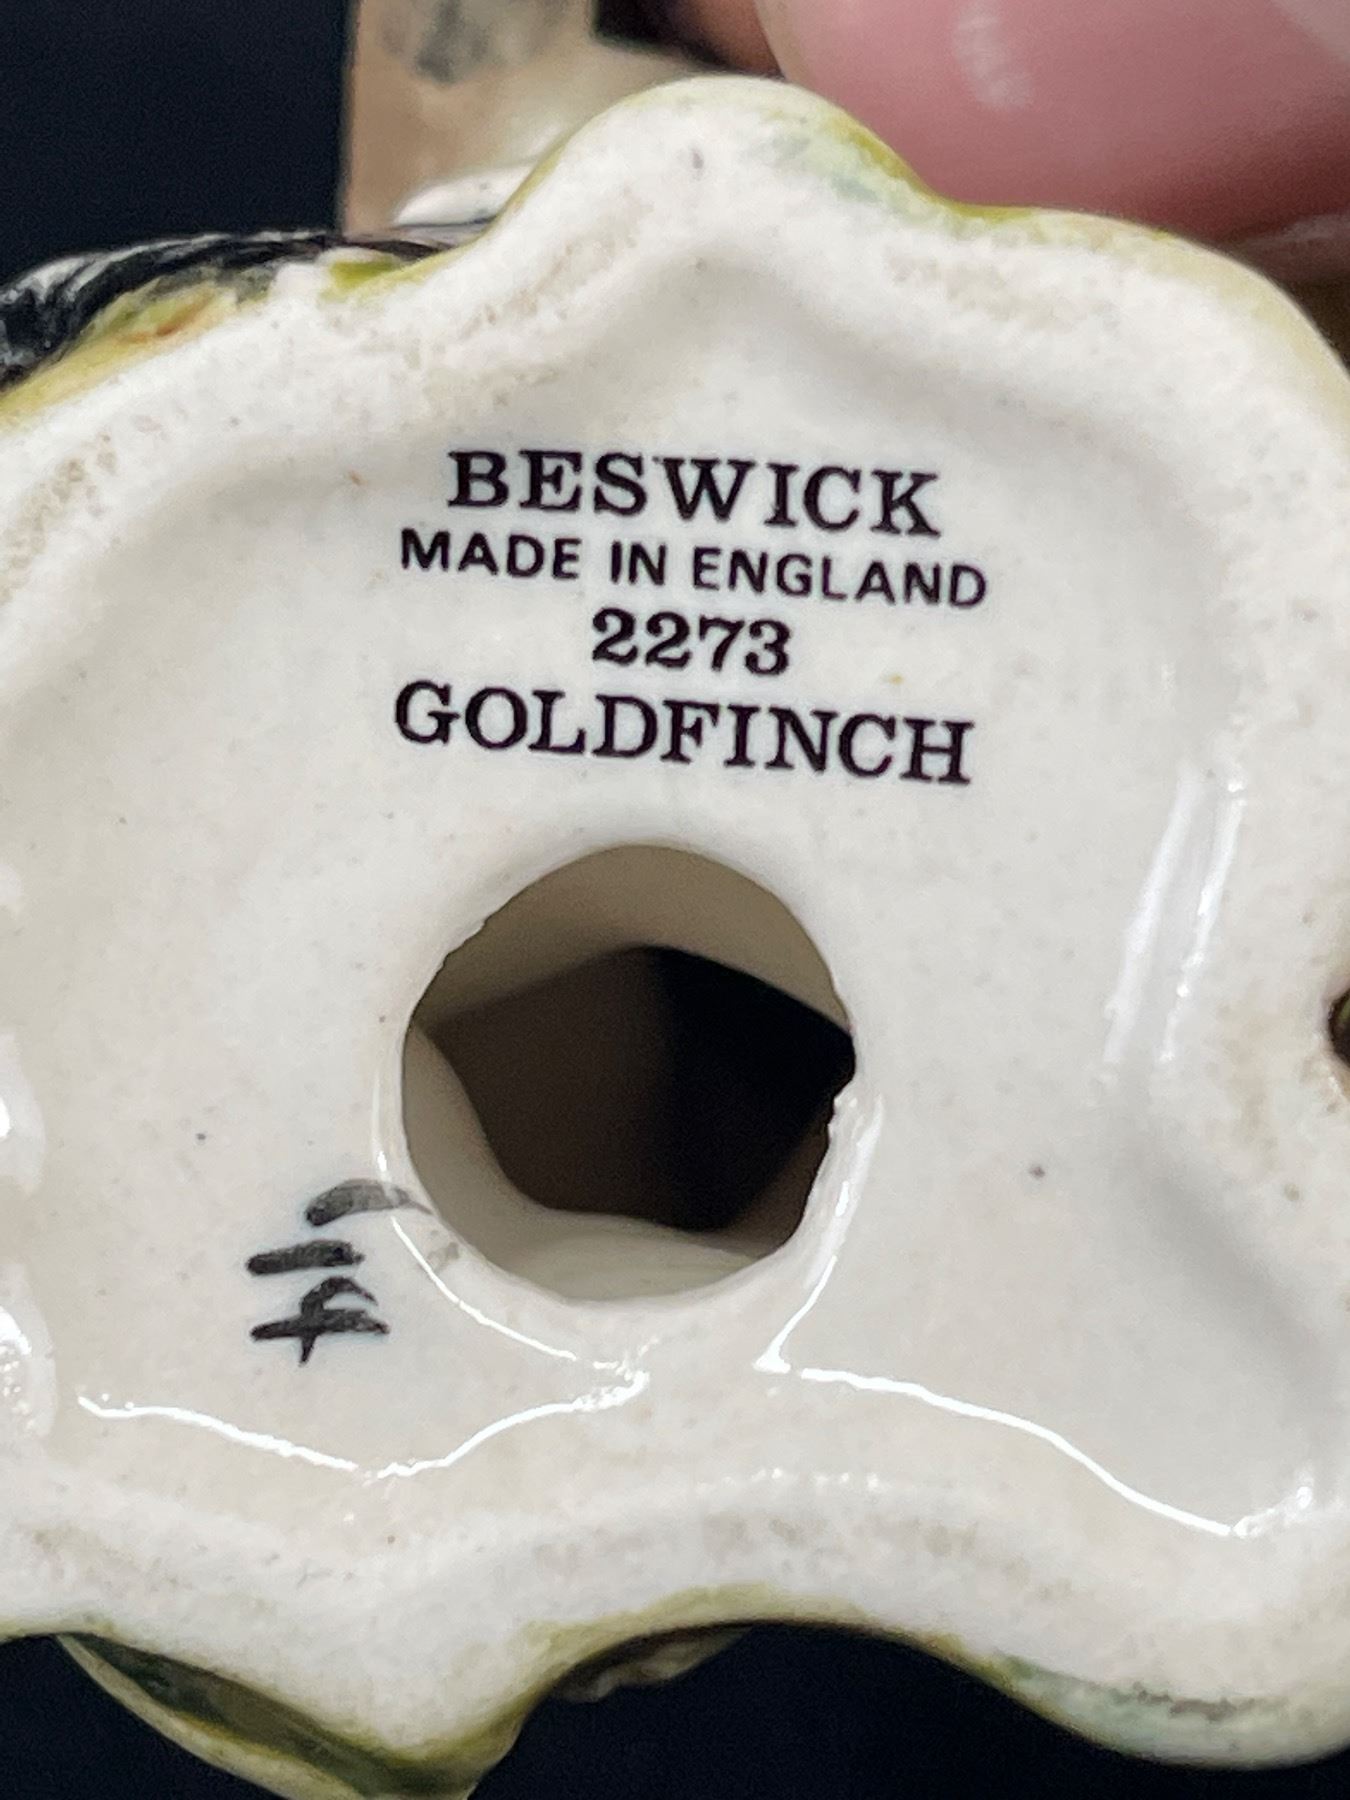 BESWICK
MADE IN ENGLAND
2273
GOLDFINCH